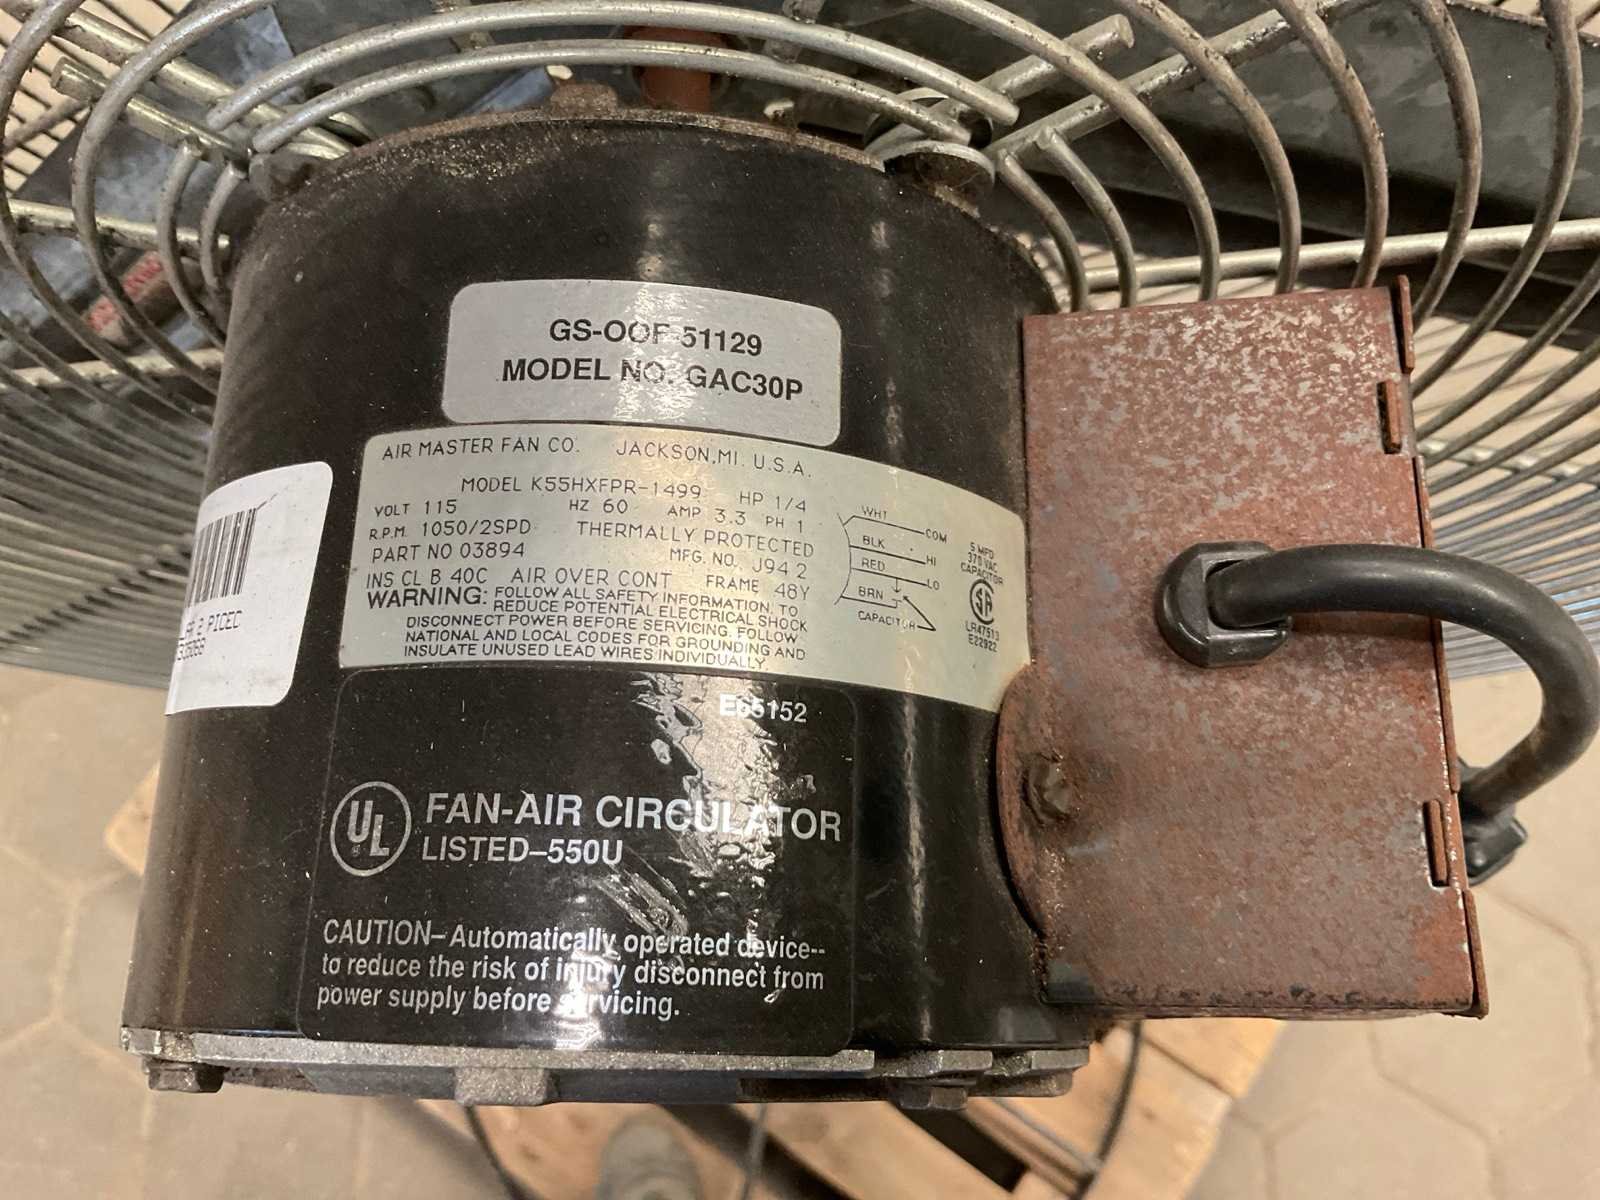 GS-OOF-51129
MODEL NO. GAC30P
AIR MASTER FAN CO. JACKSON, MI. U.S.A.
MODEL K55HXFPR-1499 HP 1/4
VOLT 115 HZ 60 AMP 3.3 PH 1
R.P.M. 1050/2SPD THERMALLY PROTECTED
PART NO 03894 MFG. NO. J94 2
INS CL B 40C AIR OVER CONT FRAME 48Y
WARNING: FOLLOW ALL SAFETY INFORMATION. TO
REDUCE POTENTIAL ELECTRICAL SHOCK
DISCONNECT POWER BEFORE SERVICING. FOLLOW
NATIONAL AND LOCAL CODES FOR GROUNDING AND
INSULATE UNUSED LEAD WIRES INDIVIDUALLY.
WHT COM
BLK HI
RED LO
BRN
CAPACITOR
5 MFD
370 VAC
CAPACITOR
SA
LR47513
E22922
PICEC
E65152
UL
FAN-AIR CIRCULATOR
LISTED-550U
CAUTION- Automatically operated device--
to reduce the risk of injury disconnect from
power supply before servicing.